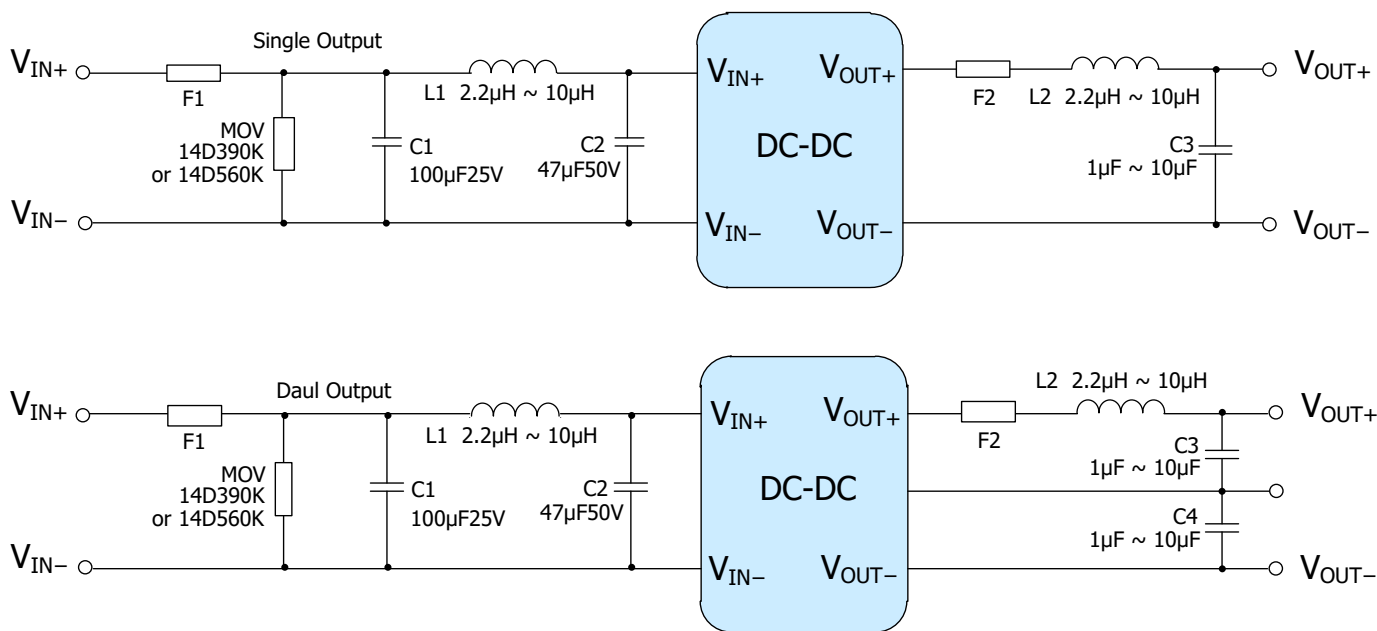 Single Output
VIN+
F1
MOV
14D390K
or 14D560K
C1
100μF25V
L1 2.2μH ~ 10μH
C2
47μF50V
VIN−
VIN+
VOUT+
DC-DC
VIN−
VOUT−
F2
L2 2.2μH ~ 10μH
C3
1μF ~ 10μF
VOUT+
VOUT−
Daul Output
VIN+
F1
MOV
14D390K
or 14D560K
C1
100μF25V
L1 2.2μH ~ 10μH
C2
47μF50V
VIN−
VIN+
VOUT+
DC-DC
VIN−
VOUT−
F2
L2 2.2μH ~ 10μH
C3
1μF ~ 10μF
C4
1μF ~ 10μF
VOUT+
VOUT−